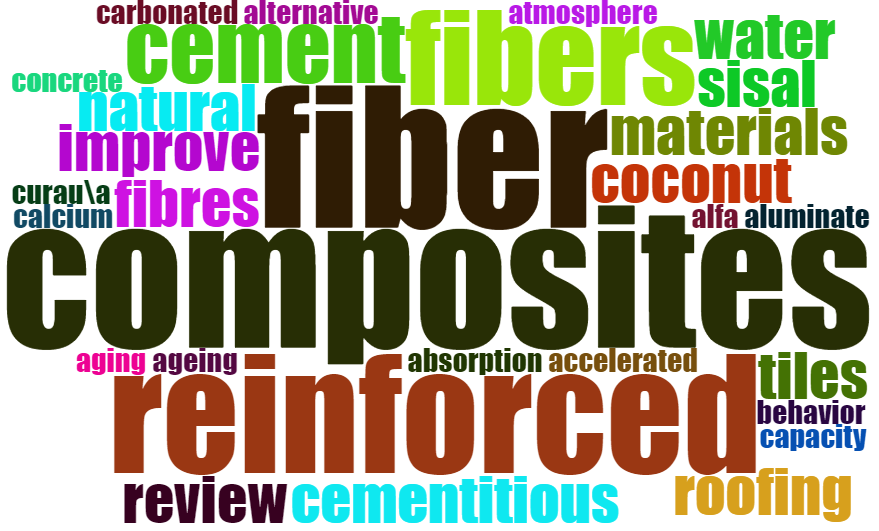 carbonated alternative atmosphere
cement fibers water
concrete sisal
natural fiber materials
improve coconut
curau\a fibres
calcium alfa aluminate
composites
aging ageing absorption accelerated
reinforced tiles
behavior
capacity
review cementitious roofing